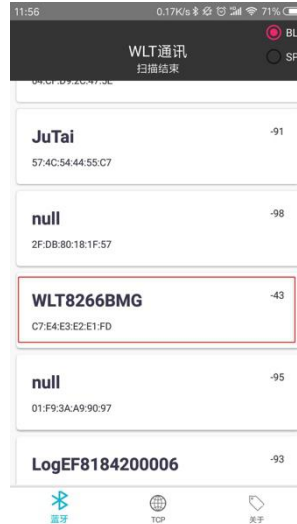 11:56
0.17K/s 71%
WLT通讯
扫描结束
BL
SP
JuTai
-91
57:4C:54:44:55:C7
null
-98
2F:DB:80:18:1F:57
WLT8266BMG
-43
C7:E4:E3:E2:E1:FD
null
-95
01:F9:3A:A9:90:97
LogEF8184200006
-93
蓝牙
TCP
关于